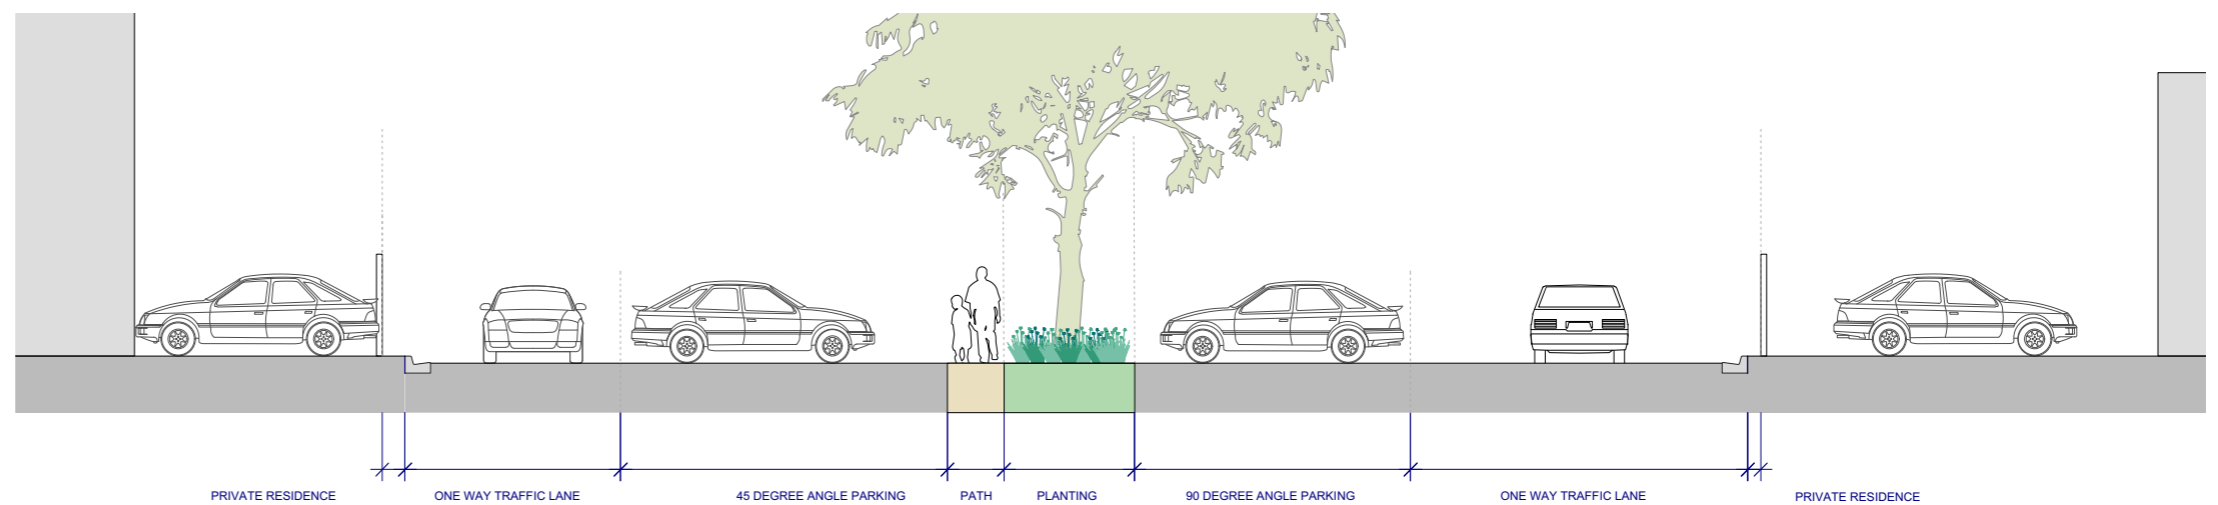 PRIVATE RESIDENCE
ONE WAY TRAFFIC LANE
45 DEGREE ANGLE PARKING
PATH
PLANTING
90 DEGREE ANGLE PARKING
ONE WAY TRAFFIC LANE
PRIVATE RESIDENCE